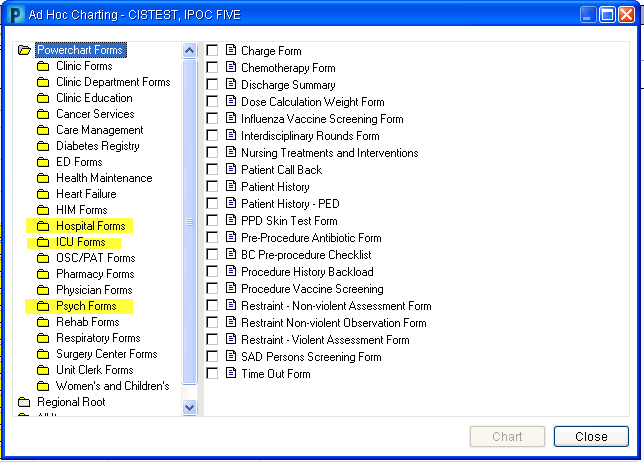 Ad Hoc Charting - CISTEST, IPOC FIVE
Powerchart Forms
Clinic Forms
Clinic Department Forms
Clinic Education
Cancer Services
Care Management
Diabetes Registry
ED Forms
Health Maintenance
Heart Failure
HIM Forms
Hospital Forms
ICU Forms
OSC/PAT Forms
Pharmacy Forms
Physician Forms
Psych Forms
Rehab Forms
Respiratory Forms
Surgery Center Forms
Unit Clerk Forms
Women's and Children's
Regional Root
Charge Form
Chemotherapy Form
Discharge Summary
Dose Calculation Weight Form
Influenza Vaccine Screening Form
Interdisciplinary Rounds Form
Nursing Treatments and Interventions
Patient Call Back
Patient History
Patient History - PED
PPD Skin Test Form
Pre-Procedure Antibiotic Form
BC Pre-procedure Checklist
Procedure History Backload
Procedure Vaccine Screening
Restraint - Non-violent Assessment Form
Restraint Non-violent Observation Form
Restraint - Violent Assessment Form
SAD Persons Screening Form
Time Out Form
Chart
Close